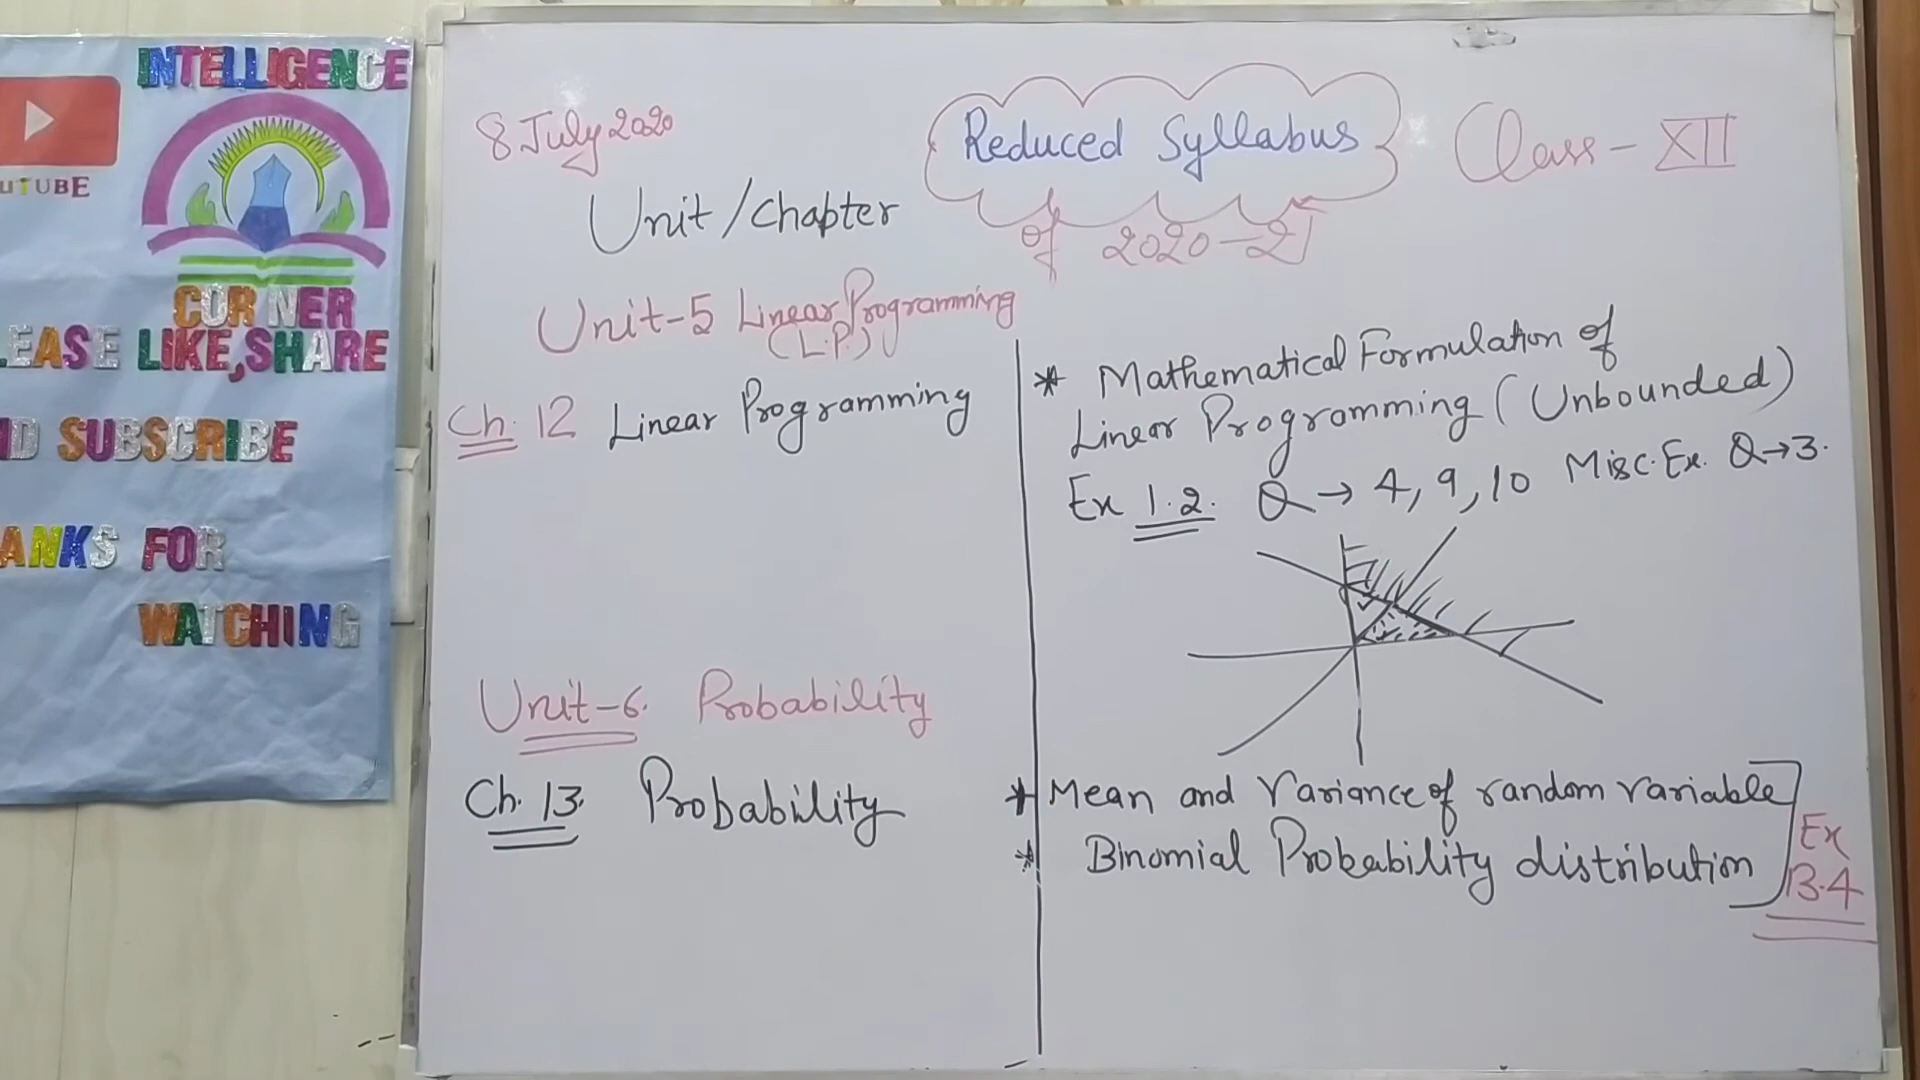 INTELLIGENCE
uTUBE
CORNER
LEASE LIKE,SHARE
ND SUBSCRIBE
ANKS FOR
WATCHING
8 July 2020
Reduced Syllabus
of 2020-21
Class - XII
Unit/Chapter
Unit-5 Linear Programming
(L.P.)
Ch. 12 Linear Programming
* Mathematical Formulation of
Linear Programming (Unbounded)
Ex 1.2. Q → 4, 9, 10 Misc. Ex. Q→3.
Unit-6. Probability
Ch. 13. Probability
* Mean and Variance of random variable
* Binomial Probability distribution
Ex
13.4